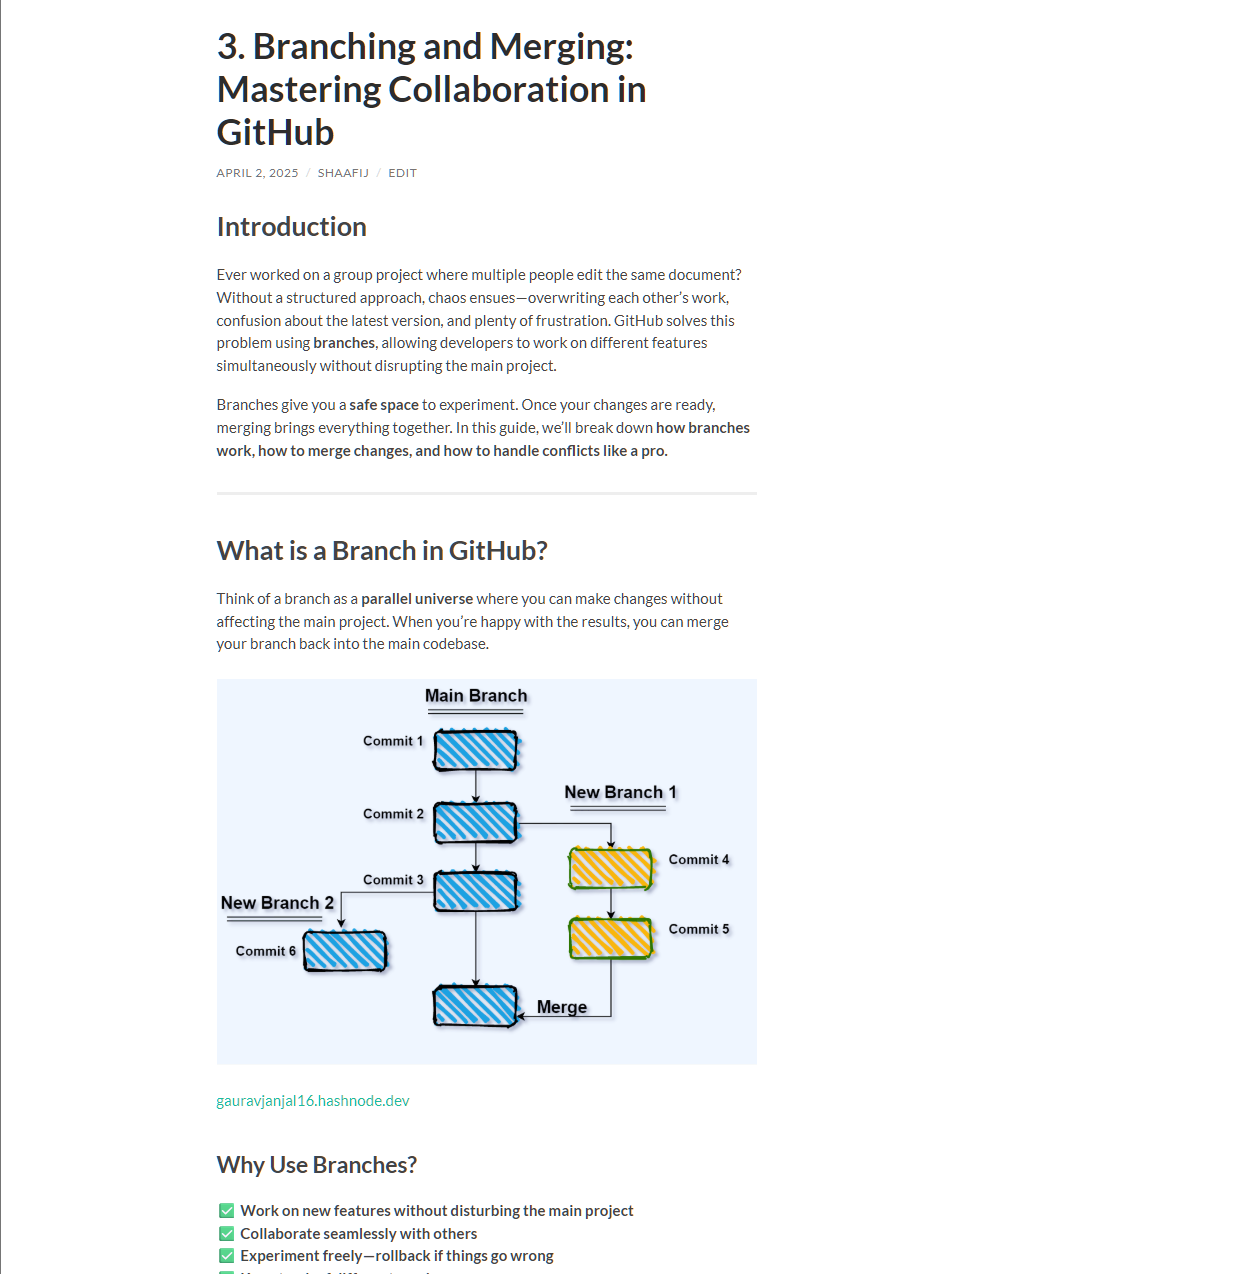 3. Branching and Merging:
Mastering Collaboration in
GitHub
APRIL 2, 2025 / SHAAFIJ / EDIT
Introduction
Ever worked on a group project where multiple people edit the same document?
Without a structured approach, chaos ensues—overwriting each other’s work,
confusion about the latest version, and plenty of frustration. GitHub solves this
problem using branches, allowing developers to work on different features
simultaneously without disrupting the main project.
Branches give you a safe space to experiment. Once your changes are ready,
merging brings everything together. In this guide, we’ll break down how branches
work, how to merge changes, and how to handle conflicts like a pro.
What is a Branch in GitHub?
Think of a branch as a parallel universe where you can make changes without
affecting the main project. When you’re happy with the results, you can merge
your branch back into the main codebase.
Main Branch
Commit 1
New Branch 1
Commit 2
Commit 4
Commit 3
New Branch 2
Commit 5
Commit 6
Merge
gauravjanjal16.hashnode.dev
Why Use Branches?
✅ Work on new features without disturbing the main project
✅ Collaborate seamlessly with others
✅ Experiment freely—rollback if things go wrong